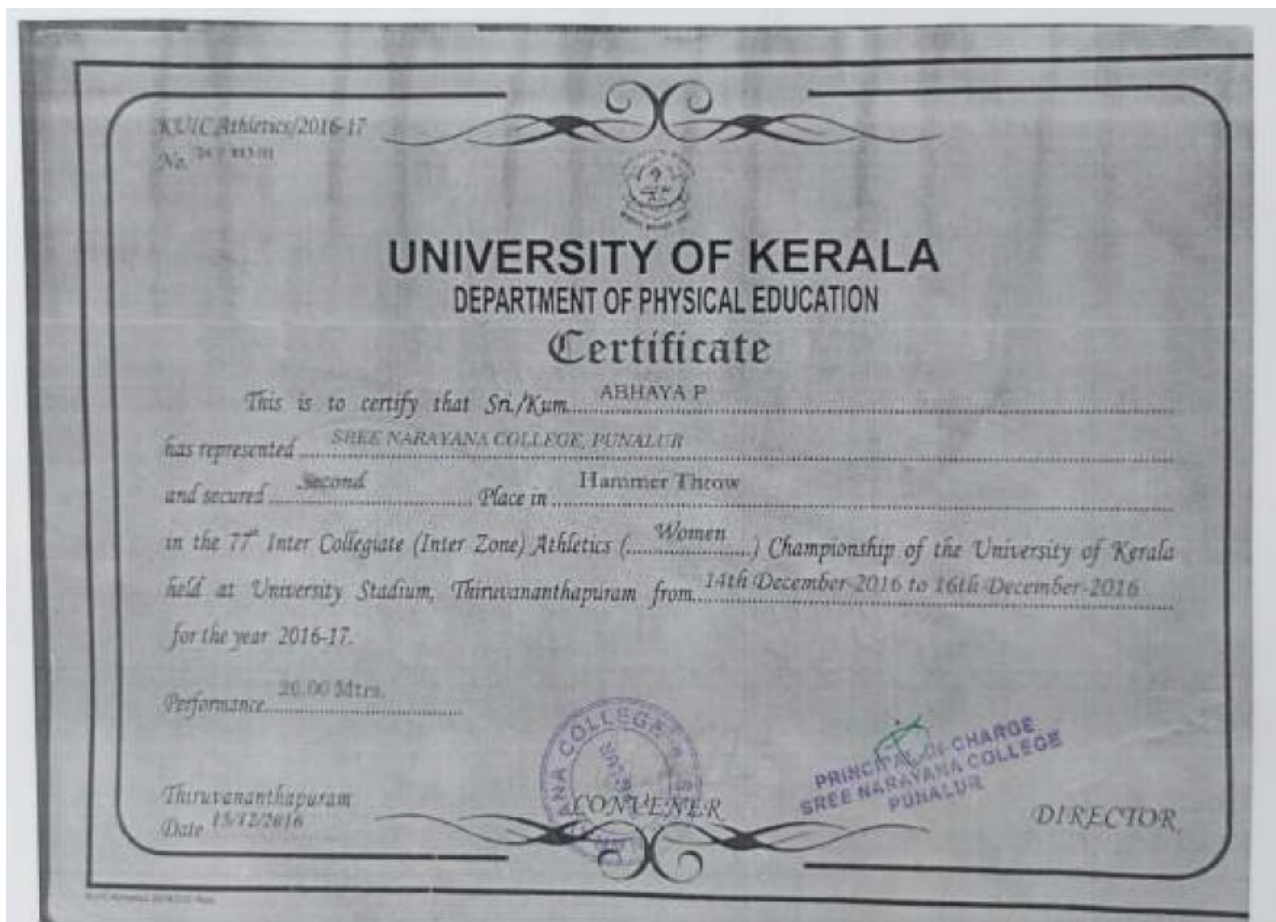 KUIC Athletics/2016-17
No.
UNIVERSITY OF KERALA
DEPARTMENT OF PHYSICAL EDUCATION
Certificate
This is to certify that Sri./Kum. ABHAYA P
has represented SREE NARAYANA COLLEGE, PUNALUR
and secured Second Place in Hammer Throw
in the 77th Inter Collegiate (Inter Zone) Athletics (Women) Championship of the University of Kerala
held at University Stadium, Thiruvananthapuram from 14th December-2016 to 16th December-2016
for the year 2016-17.
Performance 20.00 Mtrs.
COLLEGE
PRINCIPAL IN CHARGE
SREE NARAYANA COLLEGE
PUNALUR
Thiruvananthapuram
Date 15/12/2016
CONVENER
DIRECTOR